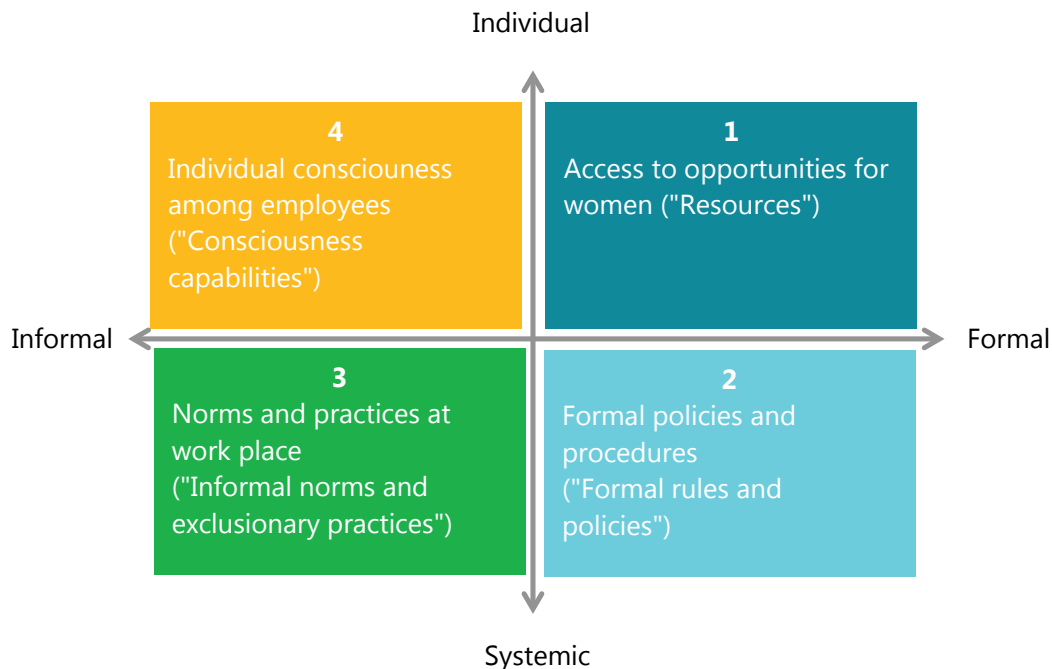 Individual
4
Individual consciouness
among employees
("Consciousness
capabilities")
1
Access to opportunities for
women ("Resources")
Informal
Formal
3
Norms and practices at
work place
("Informal norms and
exclusionary practices")
2
Formal policies and
procedures
("Formal rules and
policies")
Systemic